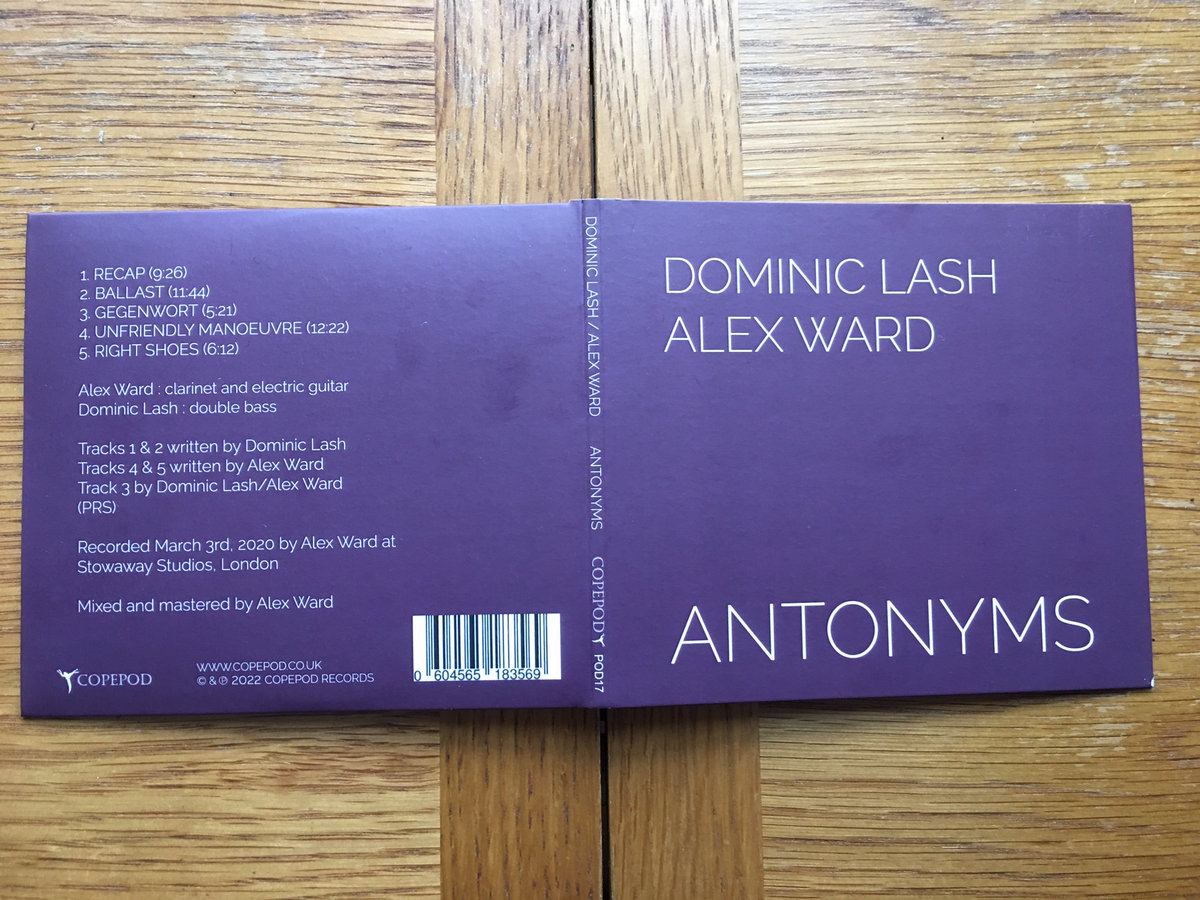 1. RECAP (9:26)
2. BALLAST (11:44)
3. GEGENWORT (5:21)
4. UNFRIENDLY MANOEUVRE (12:22)
5. RIGHT SHOES (6:12)
Alex Ward : clarinet and electric guitar
Dominic Lash : double bass
Tracks 1 & 2 written by Dominic Lash
Tracks 4 & 5 written by Alex Ward
Track 3 by Dominic Lash/Alex Ward
(PRS)
Recorded March 3rd, 2020 by Alex Ward at
Stowaway Studios, London
Mixed and mastered by Alex Ward
COPEPOD
WWW.COPEPOD.CO.UK
© & ℗ 2022 COPEPOD RECORDS
0 604565 183569
DOMINIC LASH / ALEX WARD ANTONYMS COPEPOD POD17
DOMINIC LASH
ALEX WARD
ANTONYMS